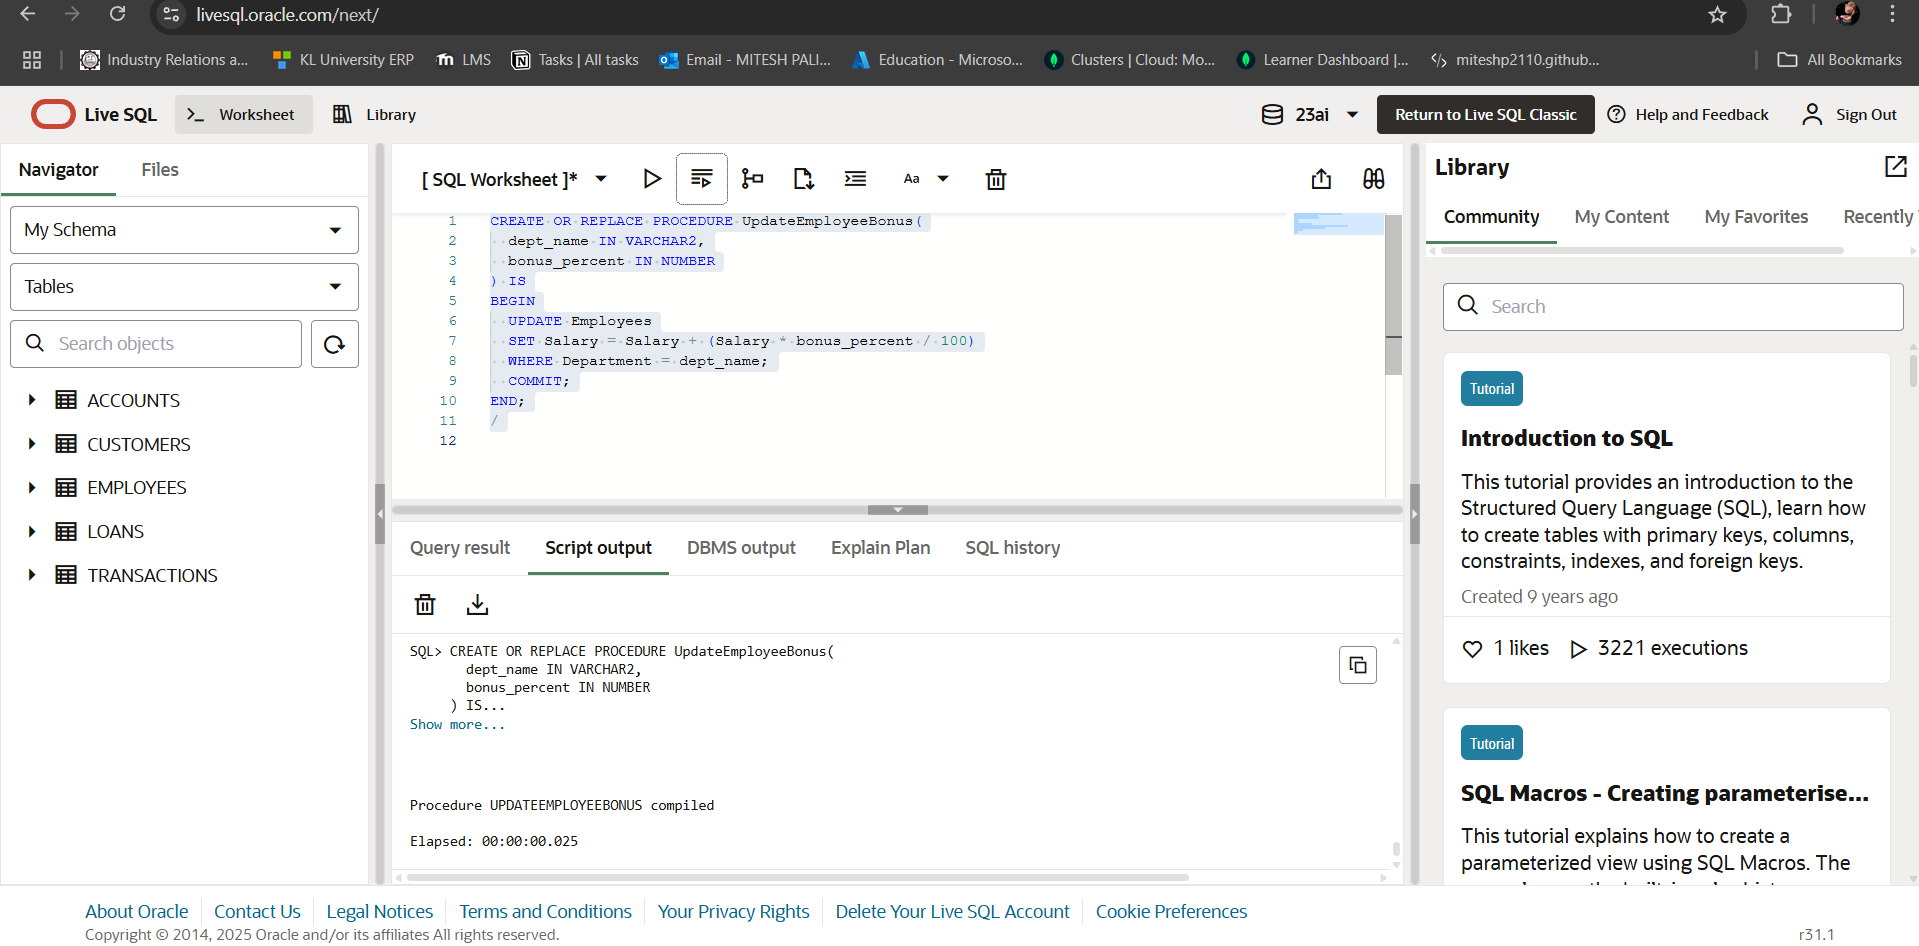 livesql.oracle.com/next/
Industry Relations a...
KL University ERP
LMS
Tasks | All tasks
Email - MITESH PALI...
Education - Microso...
Clusters | Cloud: Mo...
Learner Dashboard |...
miteshp2110.github...
All Bookmarks
Live SQL
Worksheet
Library
23ai
Return to Live SQL Classic
Help and Feedback
Sign Out
Navigator
Files
My Schema
Tables
Search objects
ACCOUNTS
CUSTOMERS
EMPLOYEES
LOANS
TRANSACTIONS
[ SQL Worksheet ]*
Aa
1 CREATE OR REPLACE PROCEDURE UpdateEmployeeBonus(
2 dept_name IN VARCHAR2,
3 bonus_percent IN NUMBER
4 ) IS
5 BEGIN
6 UPDATE Employees
7 SET Salary = Salary + (Salary * bonus_percent / 100)
8 WHERE Department = dept_name;
9 COMMIT;
10 END;
11 /
12
Query result
Script output
DBMS output
Explain Plan
SQL history
SQL> CREATE OR REPLACE PROCEDURE UpdateEmployeeBonus(
dept_name IN VARCHAR2,
bonus_percent IN NUMBER
) IS...
Show more...
Procedure UPDATEEMPLOYEEBONUS compiled
Elapsed: 00:00:00.025
Library
Community
My Content
My Favorites
Recently
Search
Tutorial
Introduction to SQL
This tutorial provides an introduction to the
Structured Query Language (SQL), learn how
to create tables with primary keys, columns,
constraints, indexes, and foreign keys.
Created 9 years ago
1 likes
3221 executions
Tutorial
SQL Macros - Creating parameterise...
This tutorial explains how to create a
parameterized view using SQL Macros. The
About Oracle
Contact Us
Legal Notices
Terms and Conditions
Your Privacy Rights
Delete Your Live SQL Account
Cookie Preferences
Copyright © 2014, 2025 Oracle and/or its affiliates All rights reserved.
r31.1